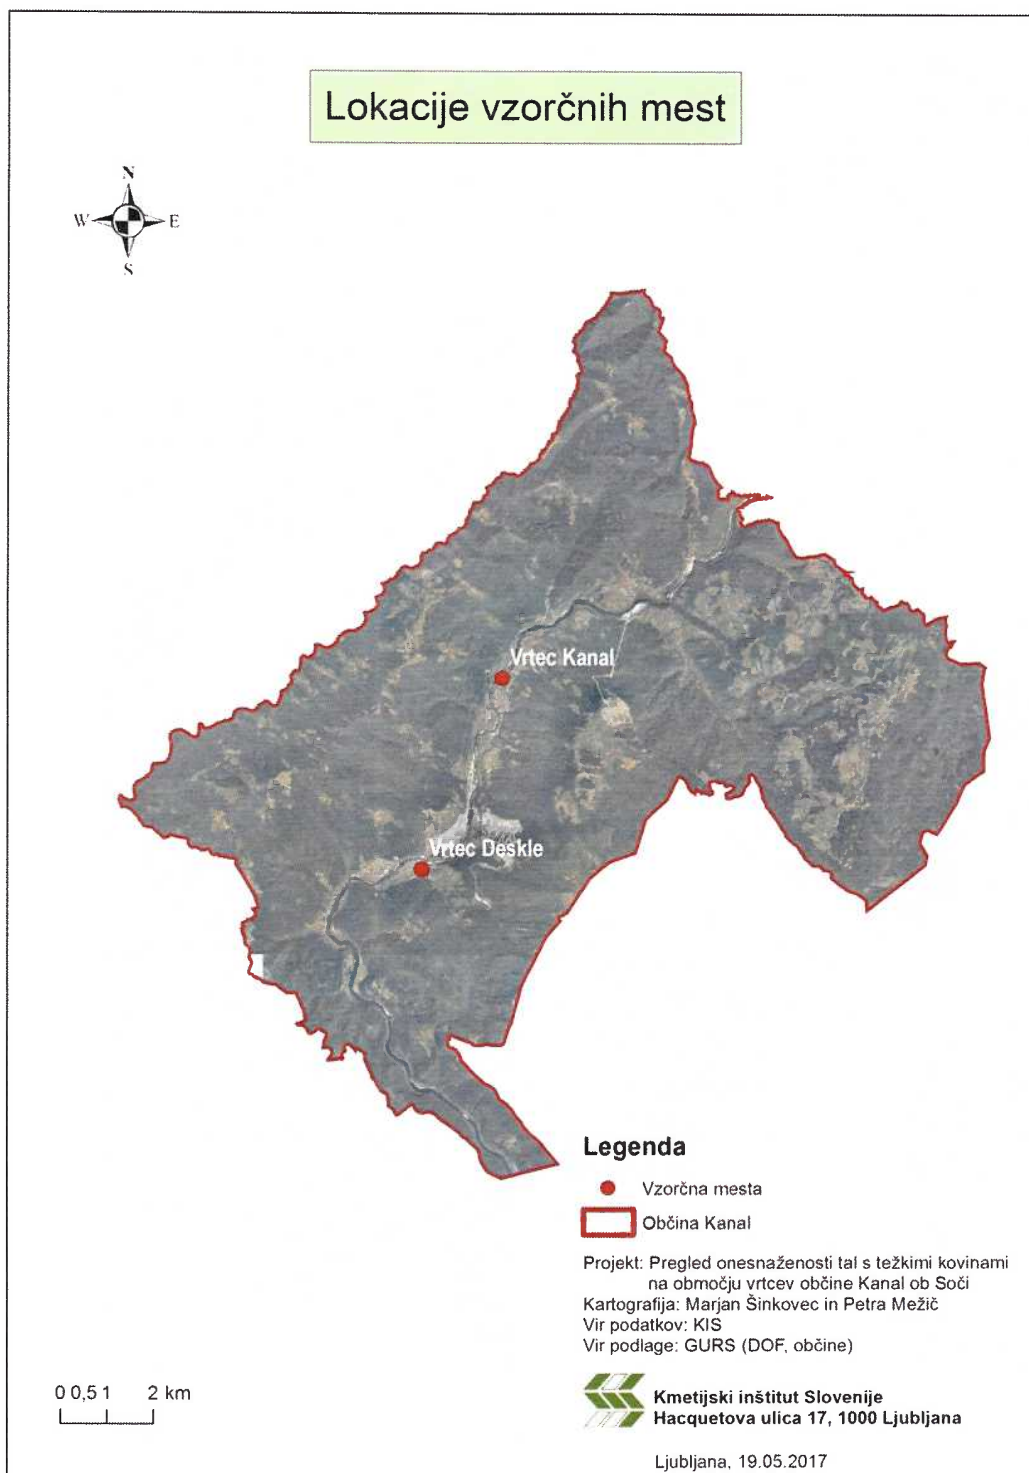 Lokacije vzorčnih mest
N
W E
S
Vrtec Kanal
Vrtec Deskle
Legenda
Vzorčna mesta
Občina Kanal
Projekt: Pregled onesnaženosti tal s težkimi kovinami
na območju vrtcev občine Kanal ob Soči
Kartografija: Marjan Šinkovec in Petra Mežič
Vir podatkov: KIS
Vir podlage: GURS (DOF, občine)
0 0,5 1 2 km
Kmetijski inštitut Slovenije
Hacquetova ulica 17, 1000 Ljubljana
Ljubljana, 19.05.2017